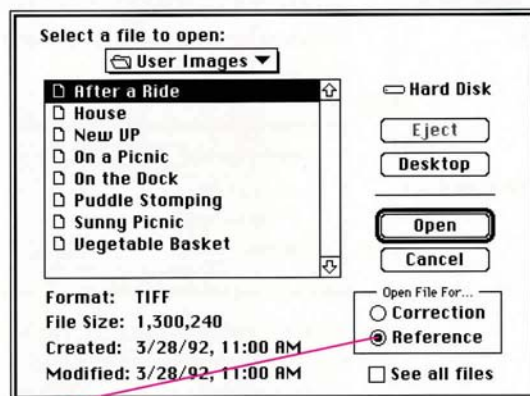 Select a file to open:
User Images
After a Ride
House
New VP
On a Picnic
On the Dock
Puddle Stomping
Sunny Picnic
Vegetable Basket
Hard Disk
Eject
Desktop
Open
Cancel
Format: TIFF
File Size: 1,300,240
Created: 3/28/92, 11:00 AM
Modified: 3/28/92, 11:00 AM
Open File For...
Correction
Reference
See all files